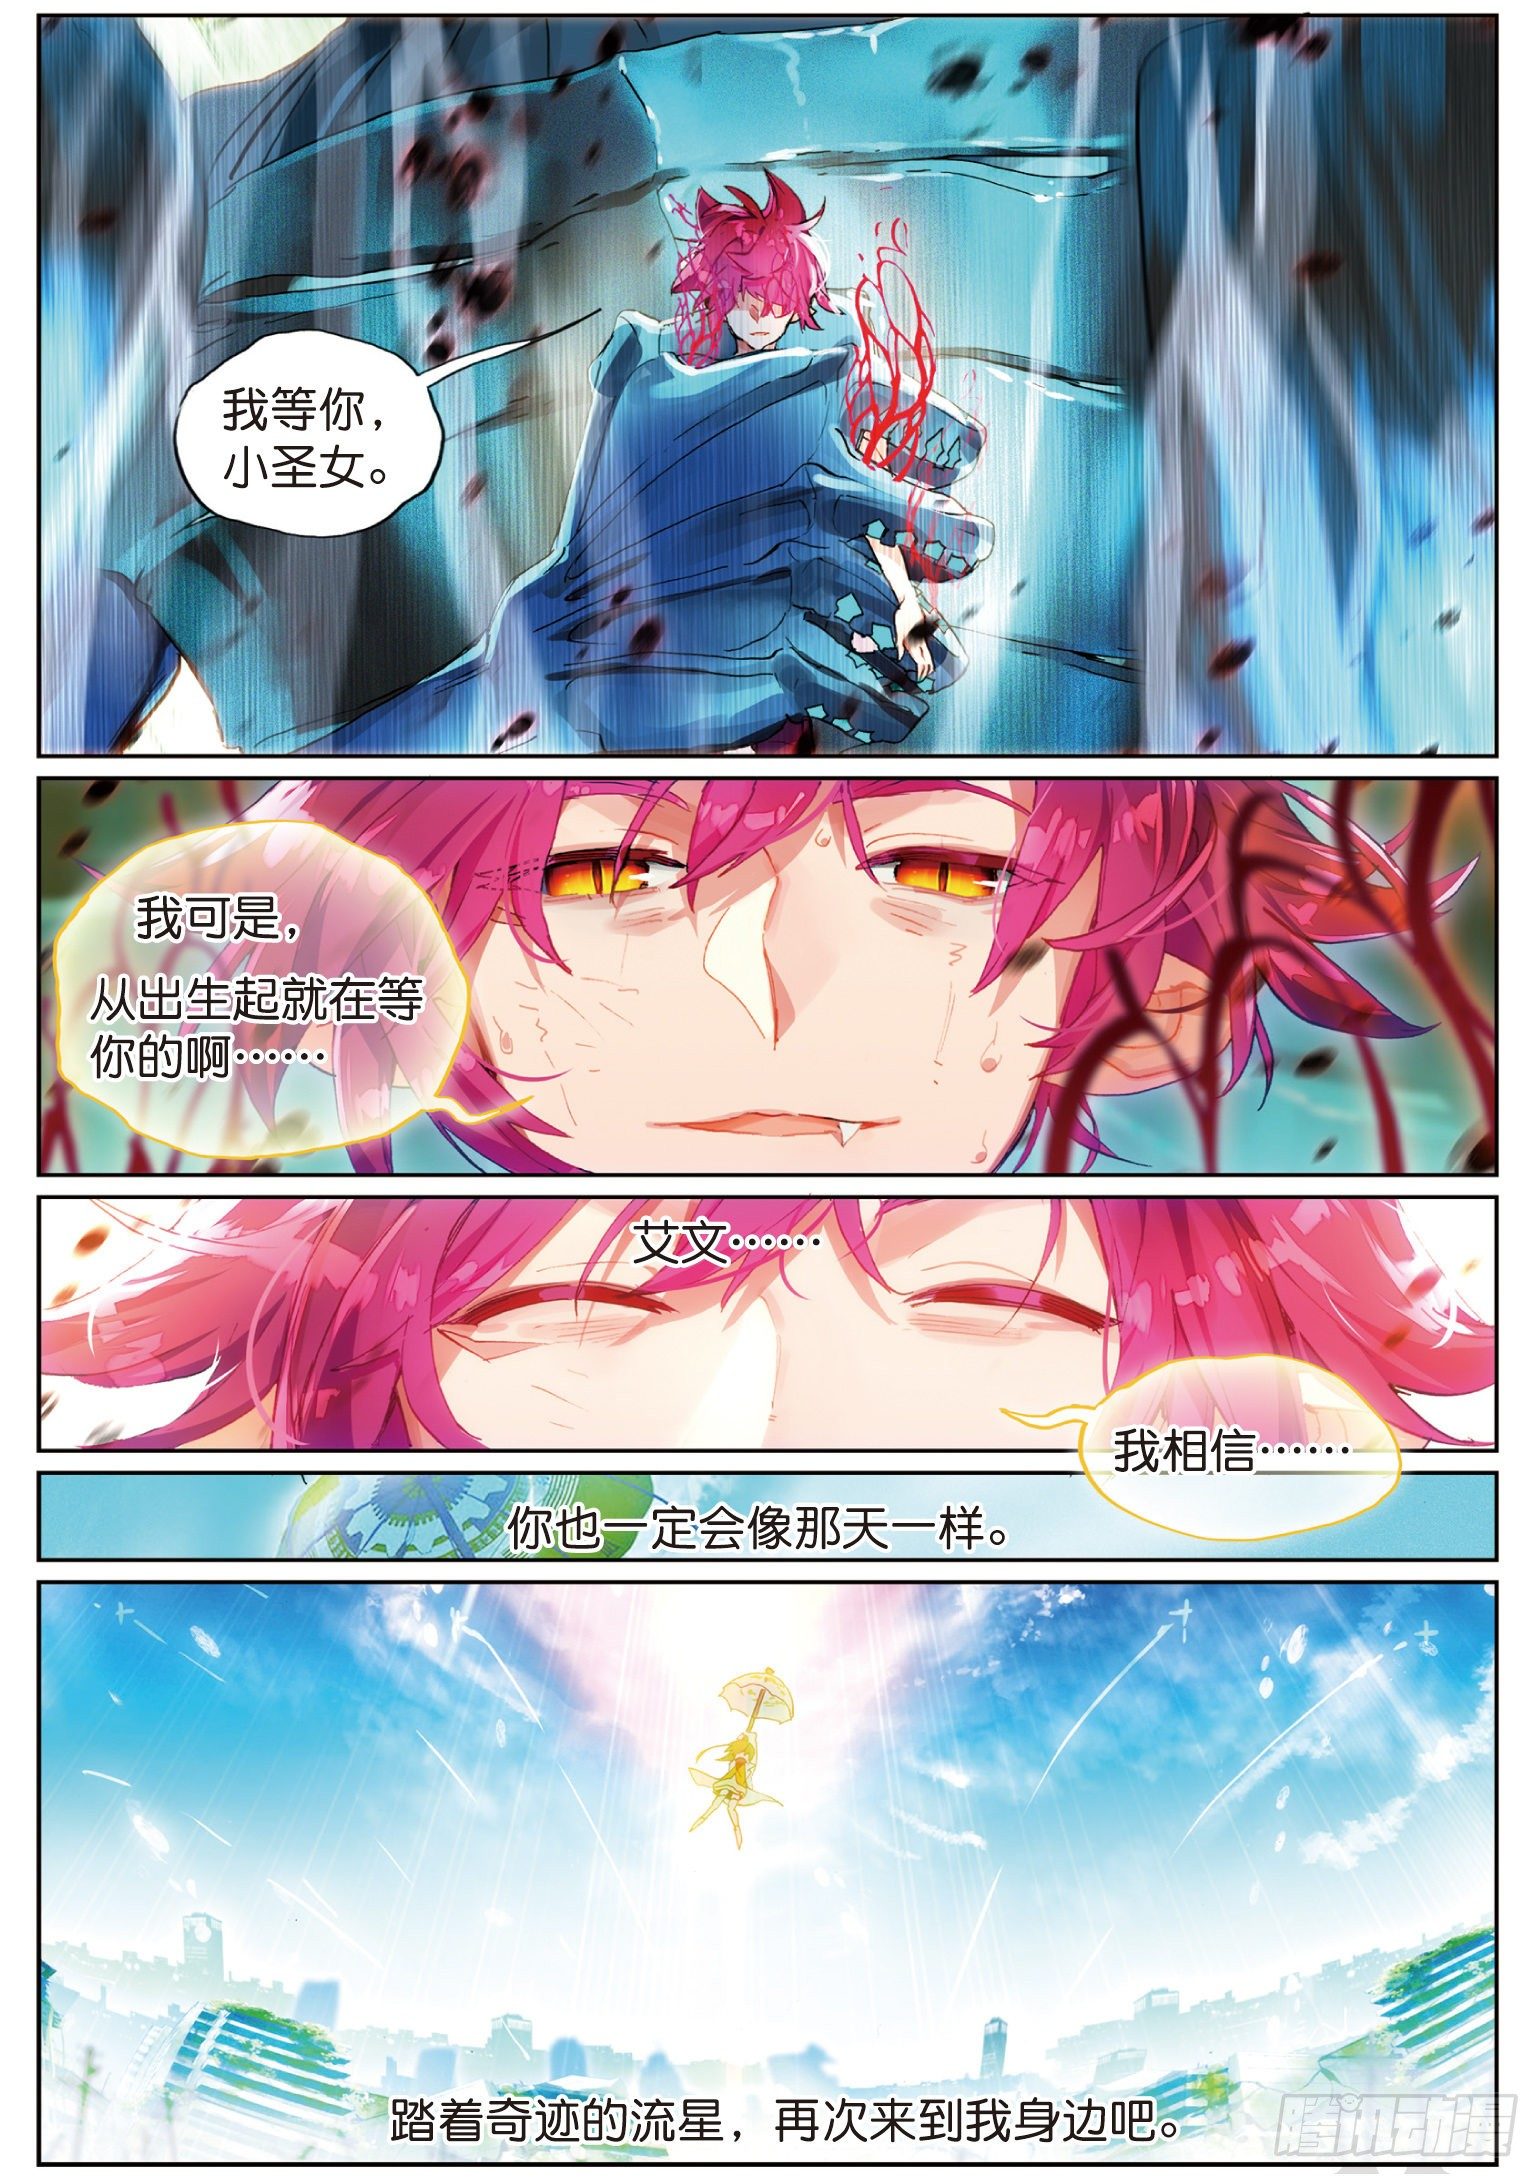 我等你，
小圣女。
我可是，
从出生起就在等
你的啊……
艾文……
我相信……
你也一定会像那天一样。
踏着奇迹的流星，再次来到我身边吧。
腾讯动漫